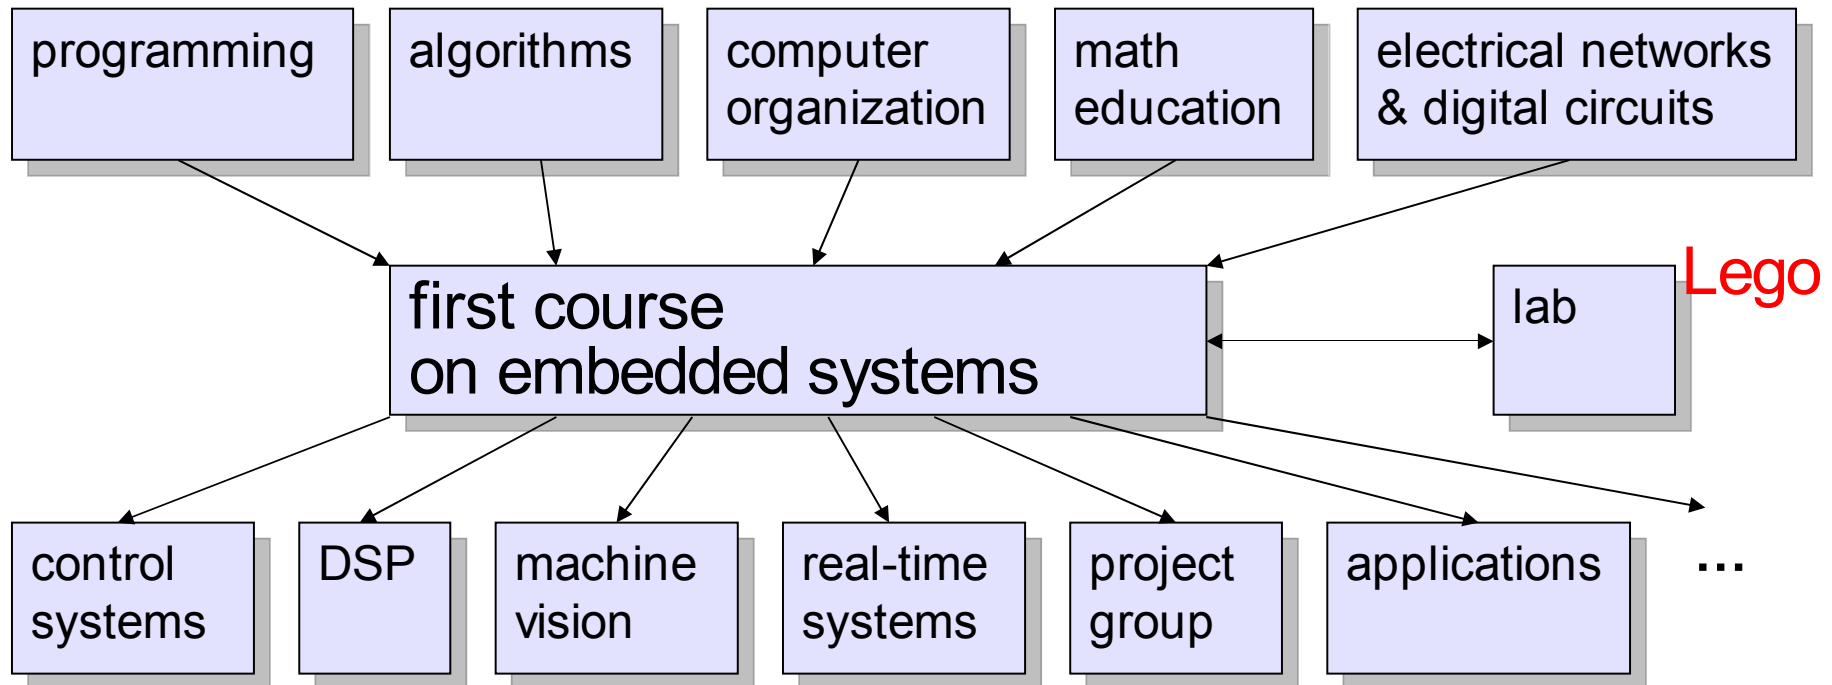 programming
algorithms
computer
organization
math
education
electrical networks
& digital circuits
first course
on embedded systems
lab
Lego
control
systems
DSP
machine
vision
real-time
systems
project
group
applications
...